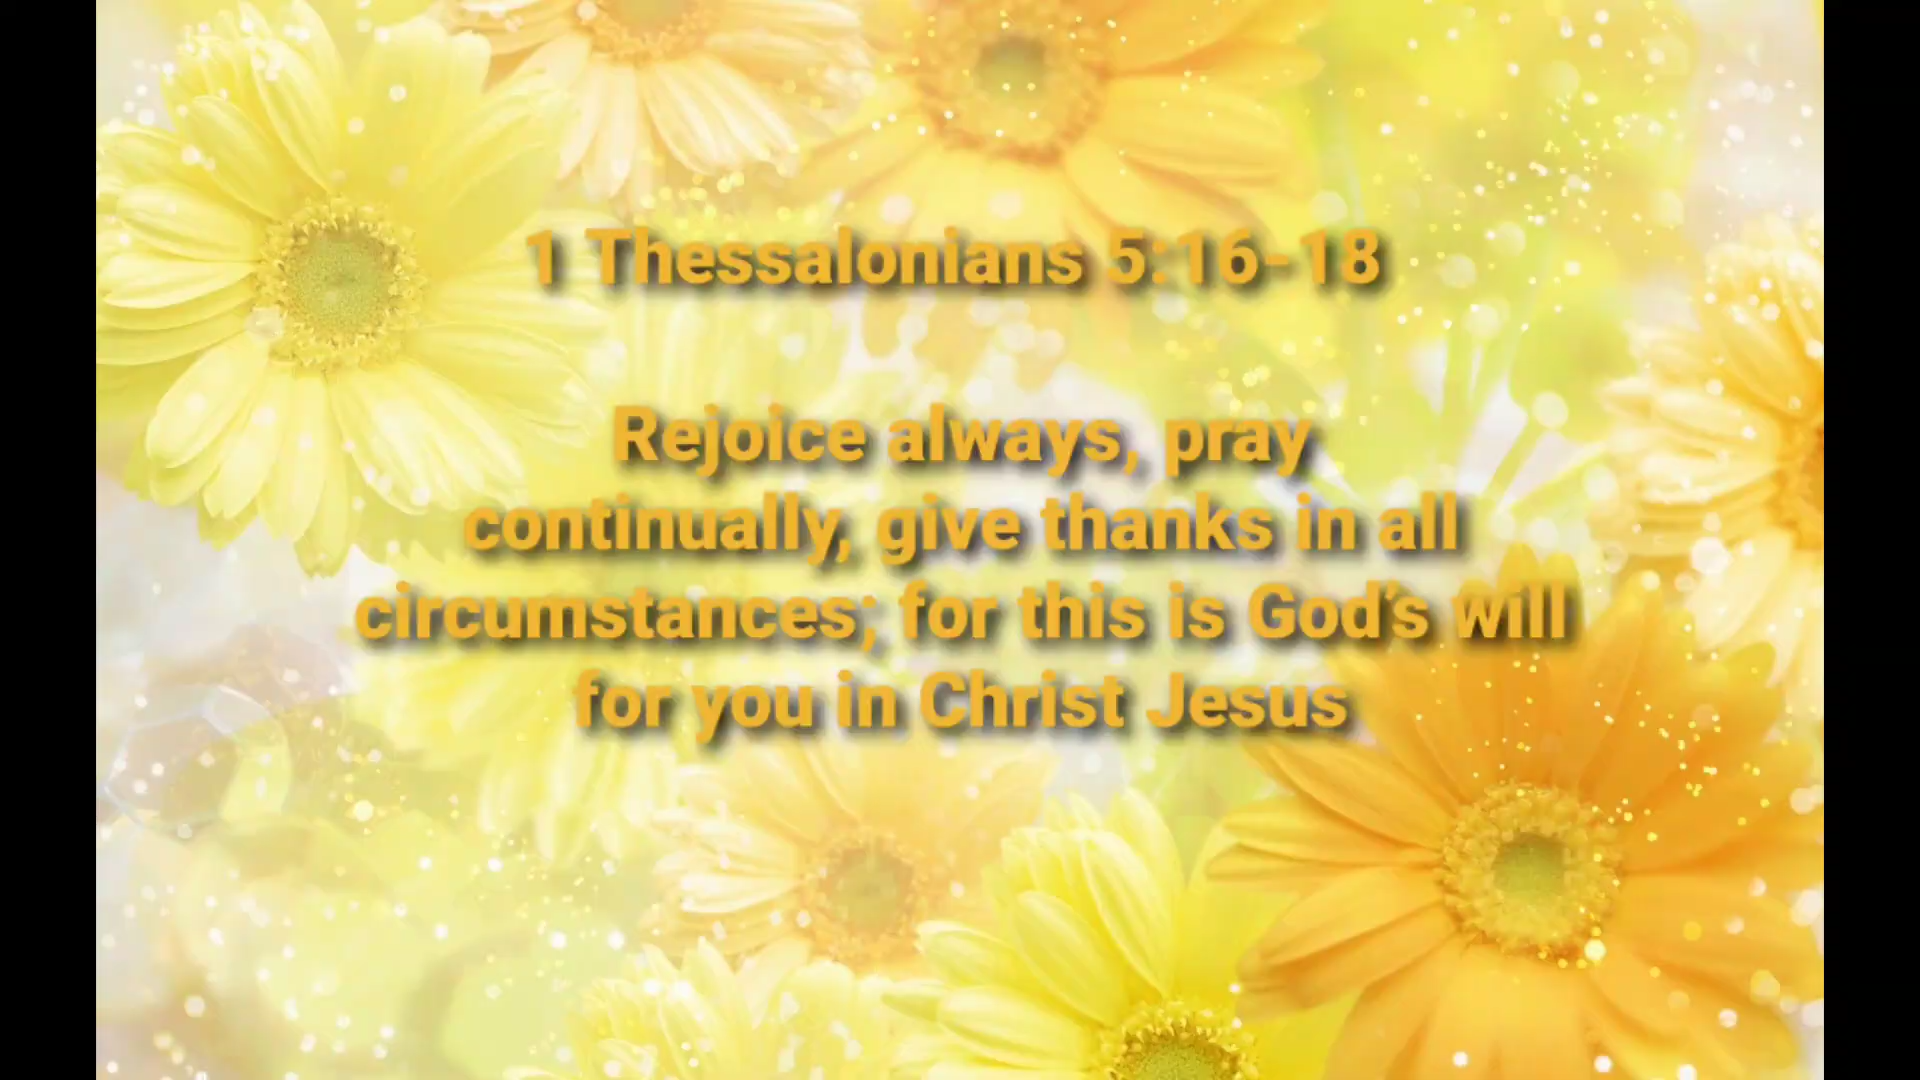 1 Thessalonians 5:16-18
Rejoice always, pray
continually, give thanks in all
circumstances; for this is God’s will
for you in Christ Jesus